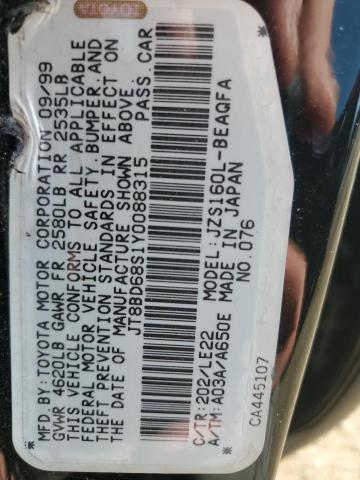 TOYOTA
MFD. BY: TOYOTA MOTOR CORPORATION 09/99
GVWR 4620LB GAWR FR 2580LB RR 2535LB
THIS VEHICLE CONFORMS TO ALL APPLICABLE
FEDERAL MOTOR VEHICLE SAFETY, BUMPER, AND
THEFT PREVENTION STANDARDS IN EFFECT ON
THE DATE OF MANUFACTURE SHOWN ABOVE.
JT8BD68S1Y0088315 PASS. CAR
C/TR: 202/LE22 MODEL: JZS160L-BEAQFA
A/TM: A03A/A650E MADE IN JAPAN
NO. 076
CA445107